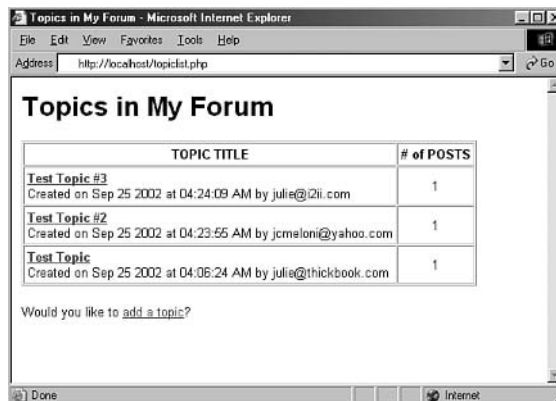 Topics in My Forum - Microsoft Internet Explorer
File Edit View Favorites Tools Help
Address http://localhost/topiclist.php Go
Topics in My Forum
TOPIC TITLE # of POSTS
Test Topic #3
Created on Sep 25 2002 at 04:24:09 AM by julie@i2ii.com 1
Test Topic #2
Created on Sep 25 2002 at 04:23:55 AM by jcmeloni@yahoo.com 1
Test Topic
Created on Sep 25 2002 at 04:06:24 AM by julie@thickbook.com 1
Would you like to add a topic?
Done Internet